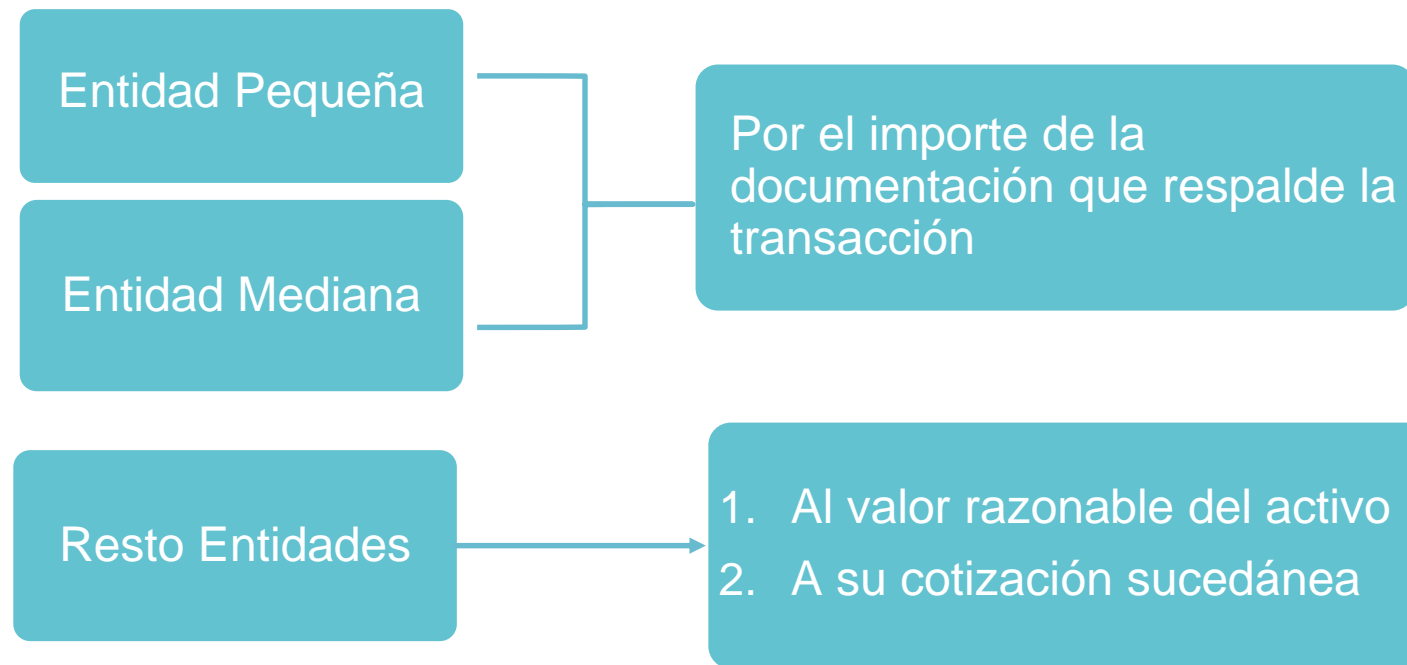 Entidad Pequeña
Entidad Mediana
Por el importe de la
documentación que respalde la
transacción
Resto Entidades
1. Al valor razonable del activo
2. A su cotización sucedánea